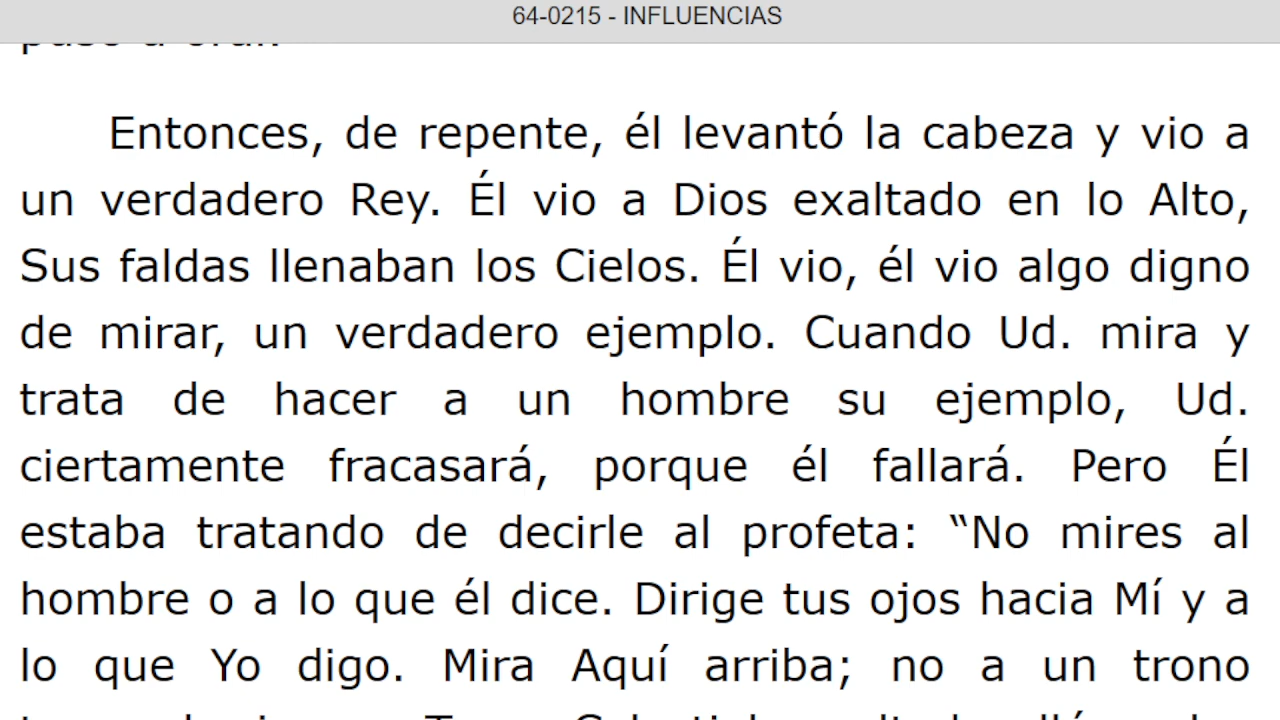 64-0215 - INFLUENCIAS
Entonces, de repente, él levantó la cabeza y vio a
un verdadero Rey. Él vio a Dios exaltado en lo Alto,
Sus faldas llenaban los Cielos. Él vio, él vio algo digno
de mirar, un verdadero ejemplo. Cuando Ud. mira y
trata de hacer a un hombre su ejemplo, Ud.
ciertamente fracasará, porque él fallará. Pero Él
estaba tratando de decirle al profeta: “No mires al
hombre o a lo que él dice. Dirige tus ojos hacia Mí y a
lo que Yo digo. Mira Aquí arriba; no a un trono